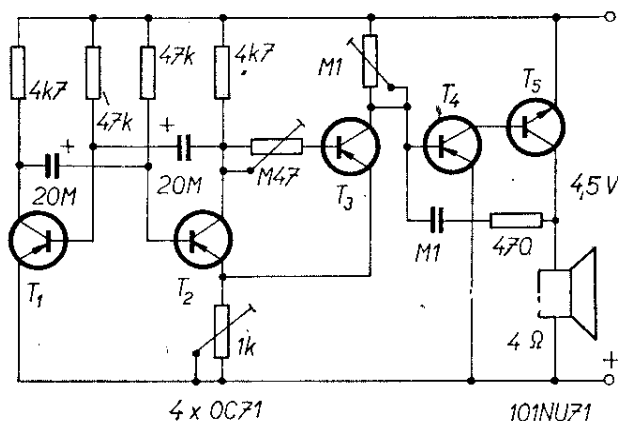 4k7
47k
47k
4k7
M1
T4
T5
+
20M
+
20M
M47
T3
4,5 V
T1
T2
M1
470
1k
4 Ω
+
4 x OC71
101NU71